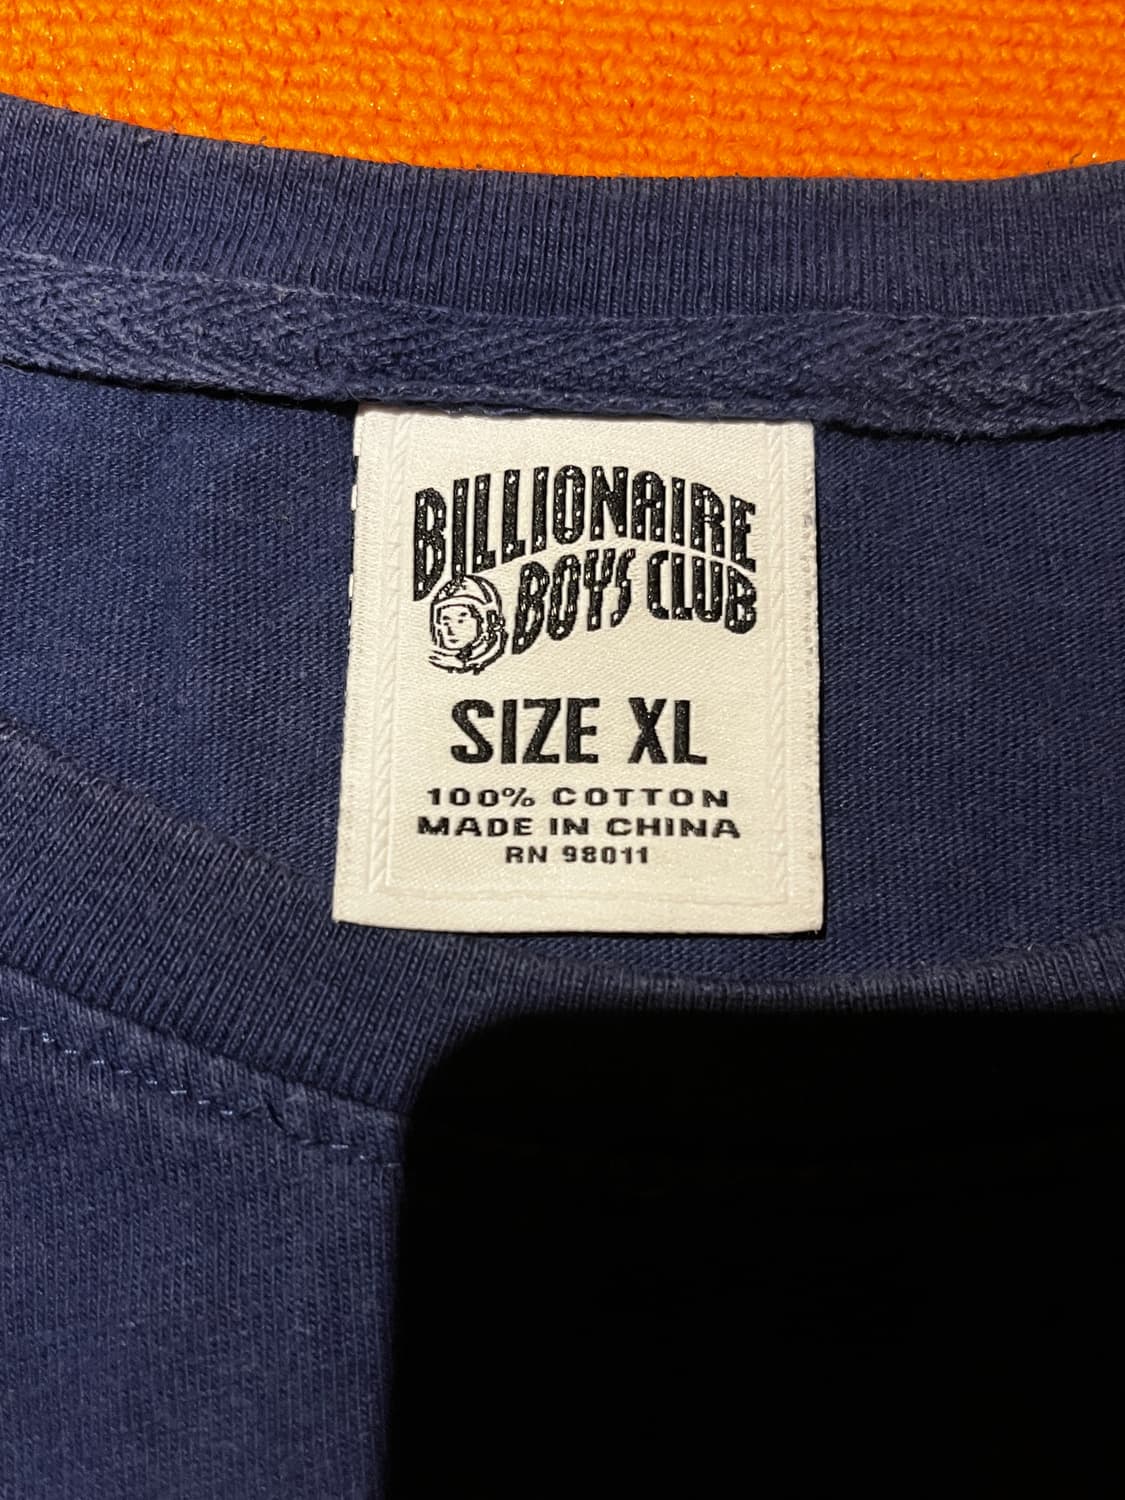 BILLIONAIRE
BOYS CLUB
SIZE XL
100% COTTON
MADE IN CHINA
RN 98011